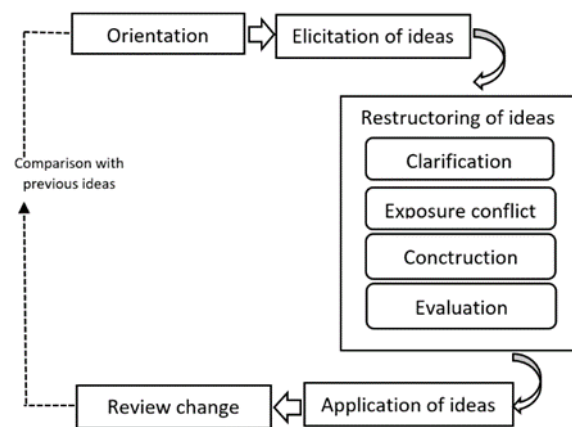 Orientation
Elicitation of ideas
Restructoring of ideas
Clarification
Exposure conflict
Conctruction
Evaluation
Application of ideas
Review change
Comparison with
previous ideas